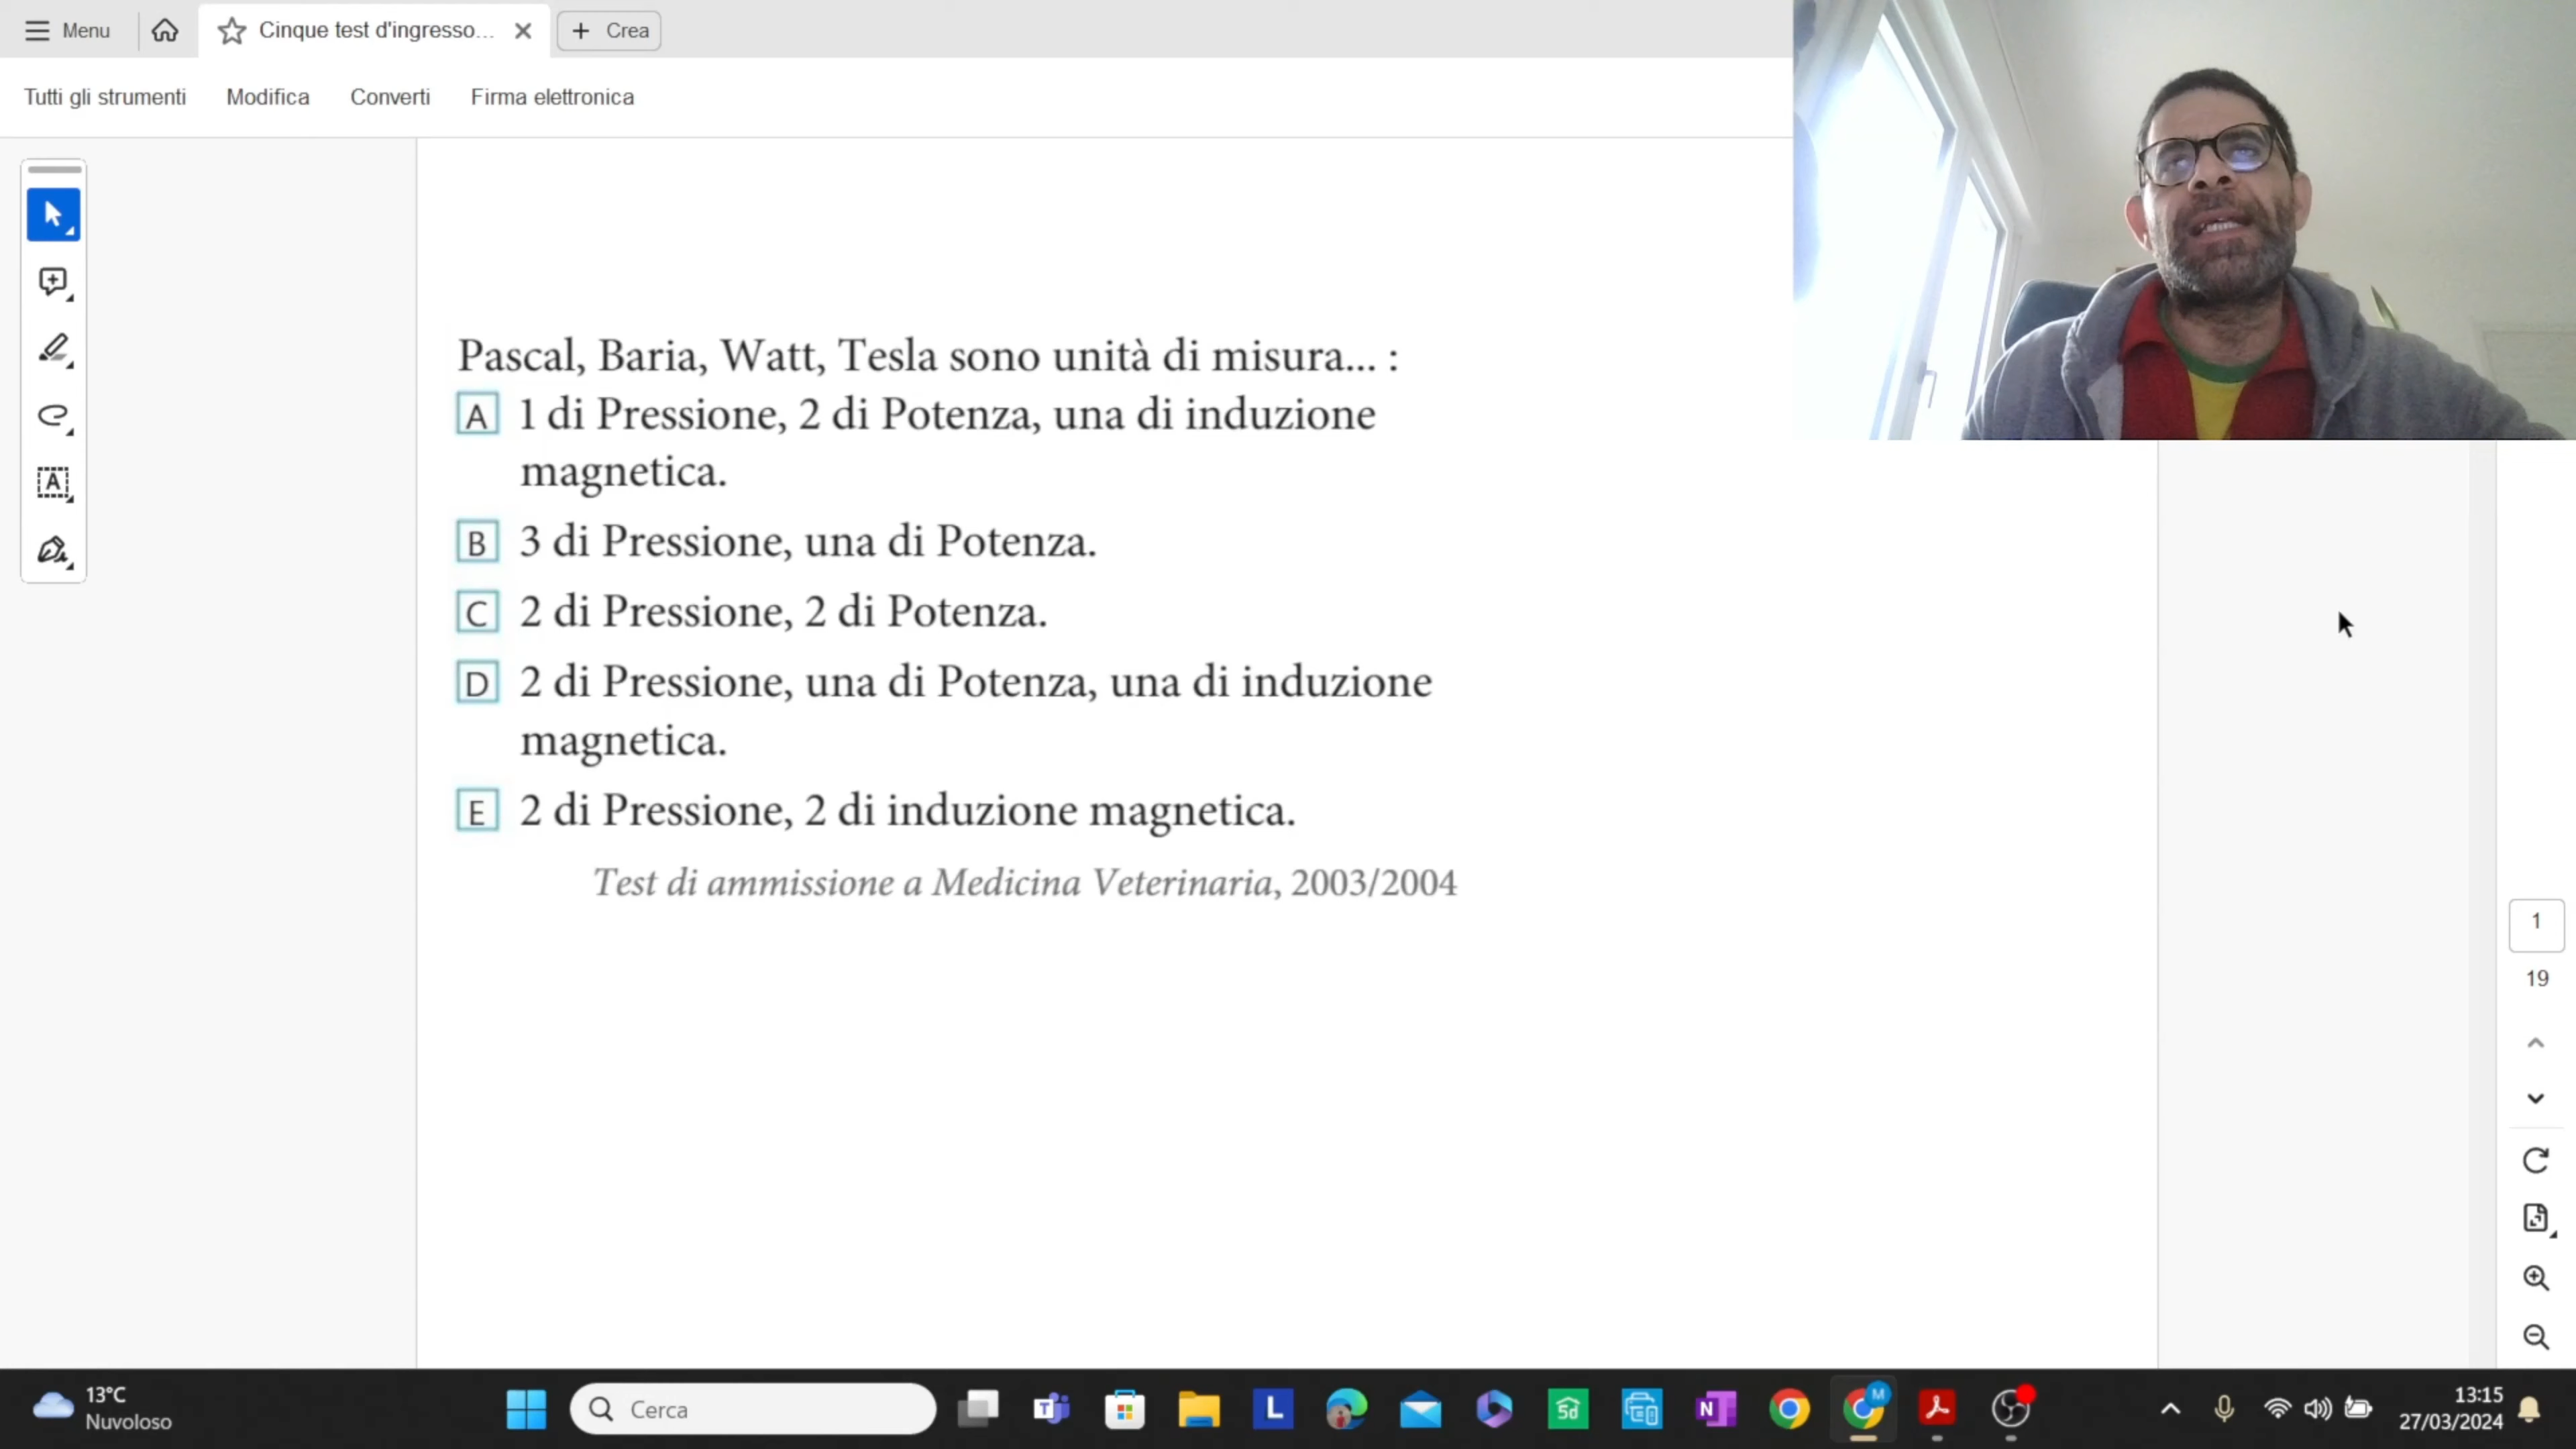 Menu
Cinque test d'ingresso...
Crea
Tutti gli strumenti Modifica Converti Firma elettronica
Pascal, Baria, Watt, Tesla sono unità di misura... :
A 1 di Pressione, 2 di Potenza, una di induzione
magnetica.
B 3 di Pressione, una di Potenza.
C 2 di Pressione, 2 di Potenza.
D 2 di Pressione, una di Potenza, una di induzione
magnetica.
E 2 di Pressione, 2 di induzione magnetica.
Test di ammissione a Medicina Veterinaria, 2003/2004
1
19
13°C
Nuvoloso
Cerca
13:15
27/03/2024